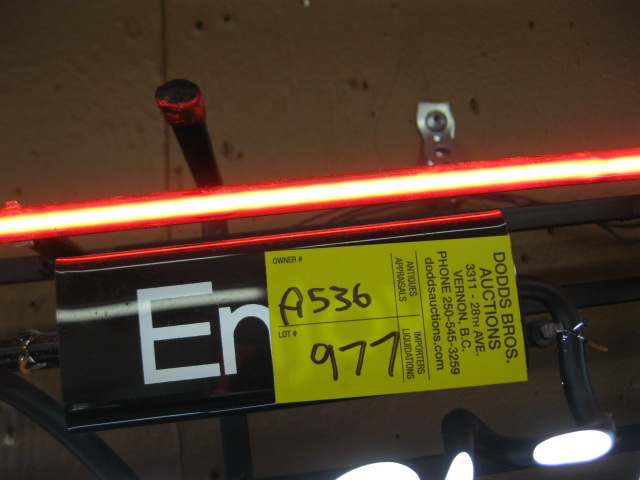 En
OWNER #
A536
LOT #
977
ANTIQUES
APPRAISALS
IMPORTERS
LIQUIDATIONS
DODDS BROS.
AUCTIONS
3311 - 28TH AVE.
VERNON, B.C.
PHONE 250-545-3259
doddsauctions.com